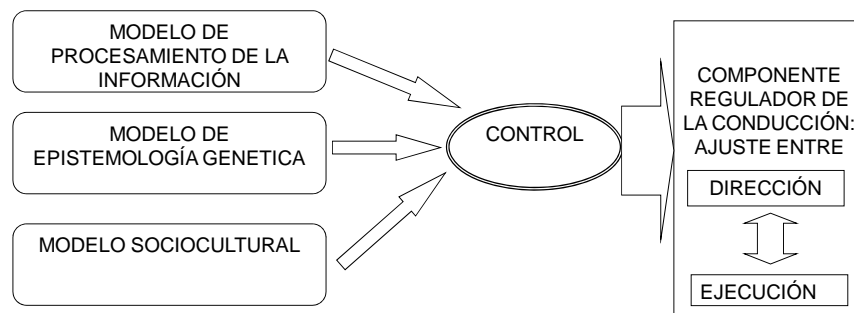 MODELO DE
PROCESAMIENTO DE LA
INFORMACIÓN
MODELO DE
EPISTEMOLOGÍA GENETICA
MODELO SOCIOCULTURAL
CONTROL
COMPONENTE
REGULADOR DE
LA CONDUCCIÓN:
AJUSTE ENTRE
DIRECCIÓN
EJECUCIÓN